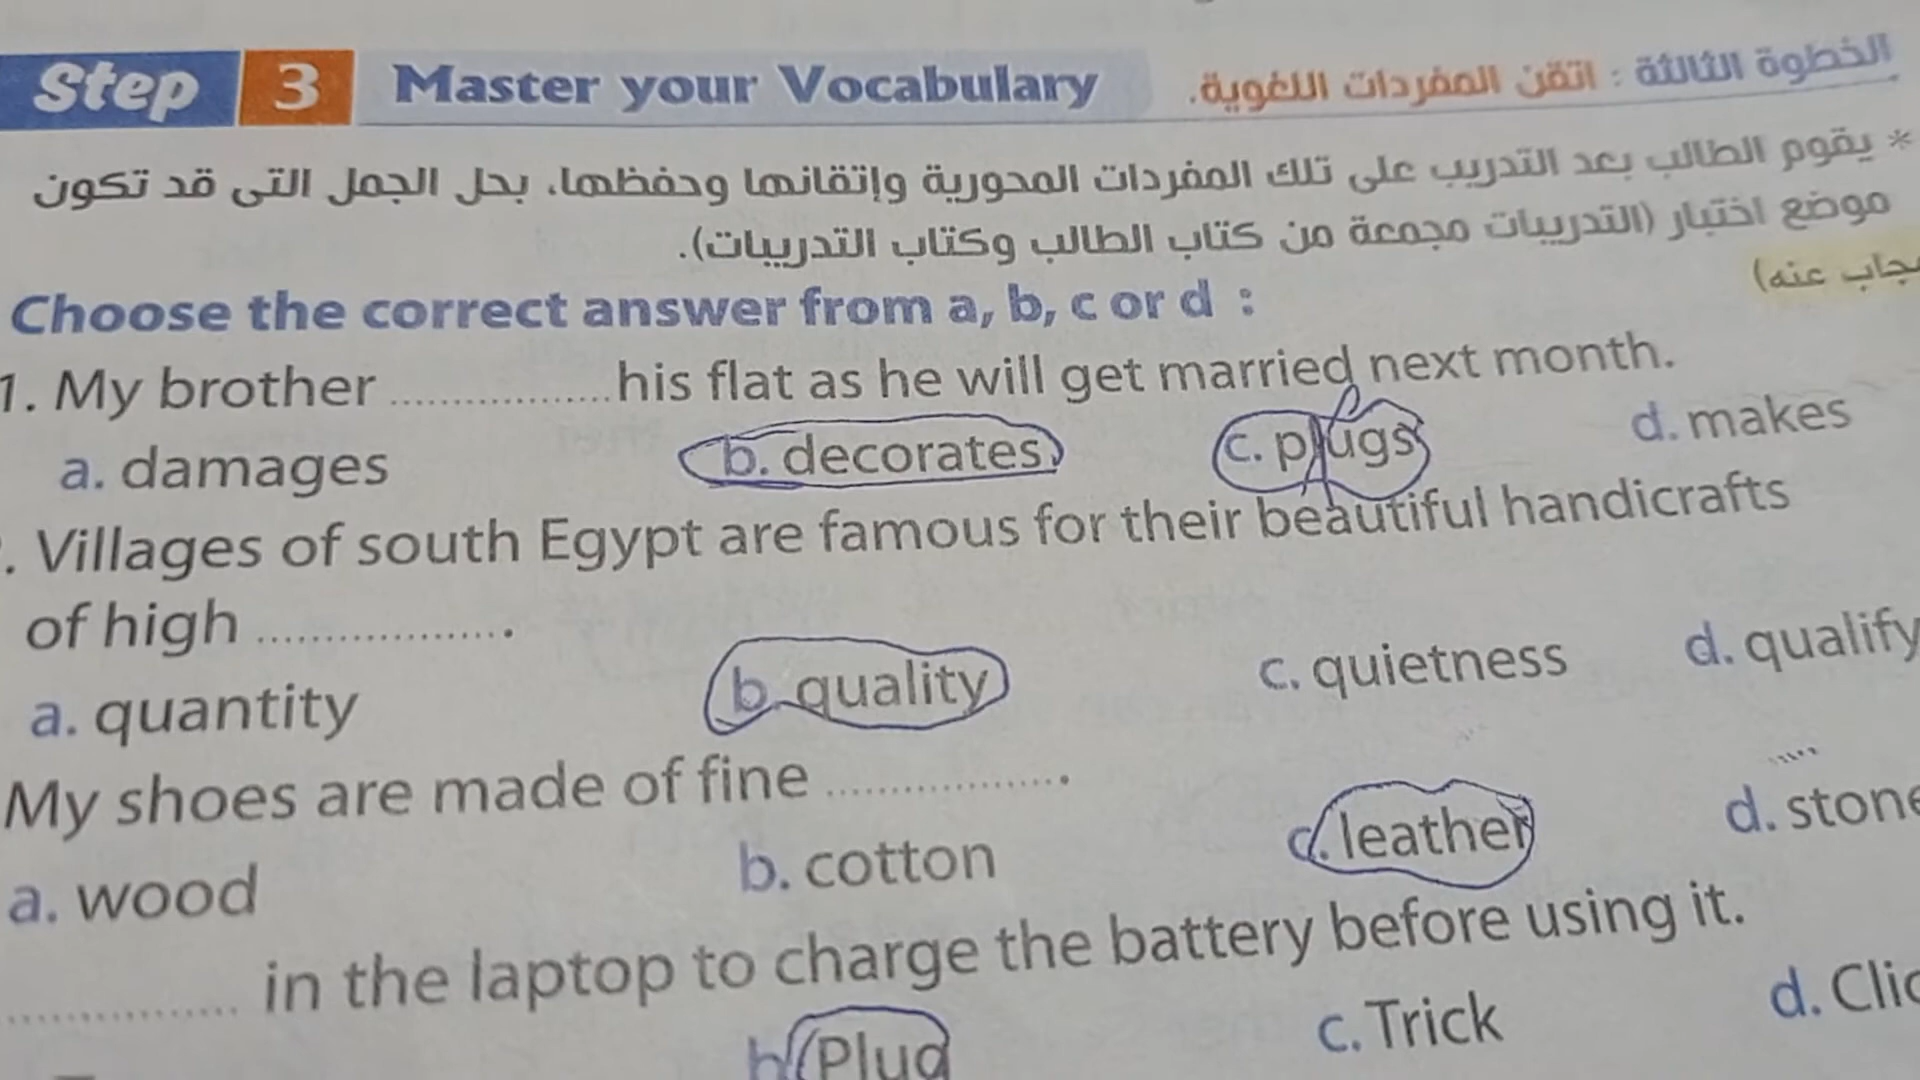 Step 3 Master your Vocabulary الخطوة الثالثة : اتقن المفردات اللغوية.
* يقوم الطالب بعد التدريب على تلك المفردات المحورية وإتقانها وحفظها، بحل الجمل التى قد تكون
موضع اختبار (التدريبات مجمعة من كتاب الطالب وكتاب التدريبات).
عنه)
Choose the correct answer from a, b, c or d :
1. My brother ................. his flat as he will get married next month.
a. damages b. decorates c. plugs d. makes
. Villages of south Egypt are famous for their beautiful handicrafts
of high ...................
a. quantity b. quality c. quietness d. qualify
My shoes are made of fine ...................
a. wood b. cotton c. leather d. stone
.................. in the laptop to charge the battery before using it.
Plug c. Trick d.